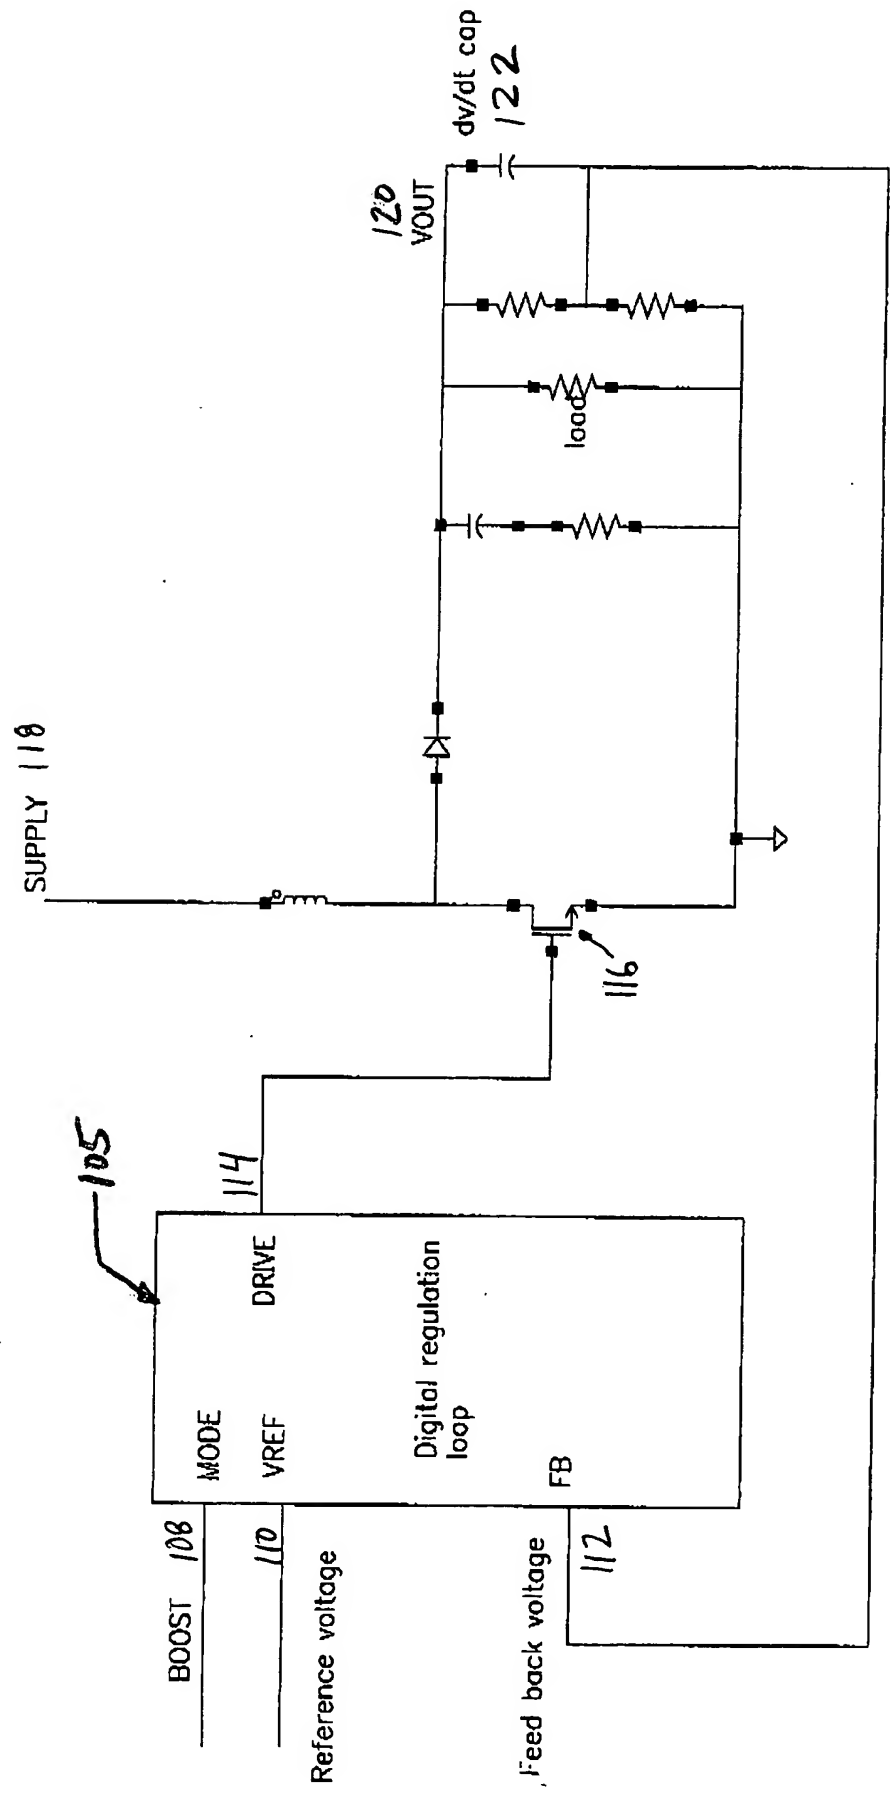 SUPPLY 118
105
BOOST 108
MODE
114
DRIVE
110
VREF
Reference voltage
120
VOUT
dv/dt cap
122
Digital regulation
loop
load
116
Feed back voltage
FB
112